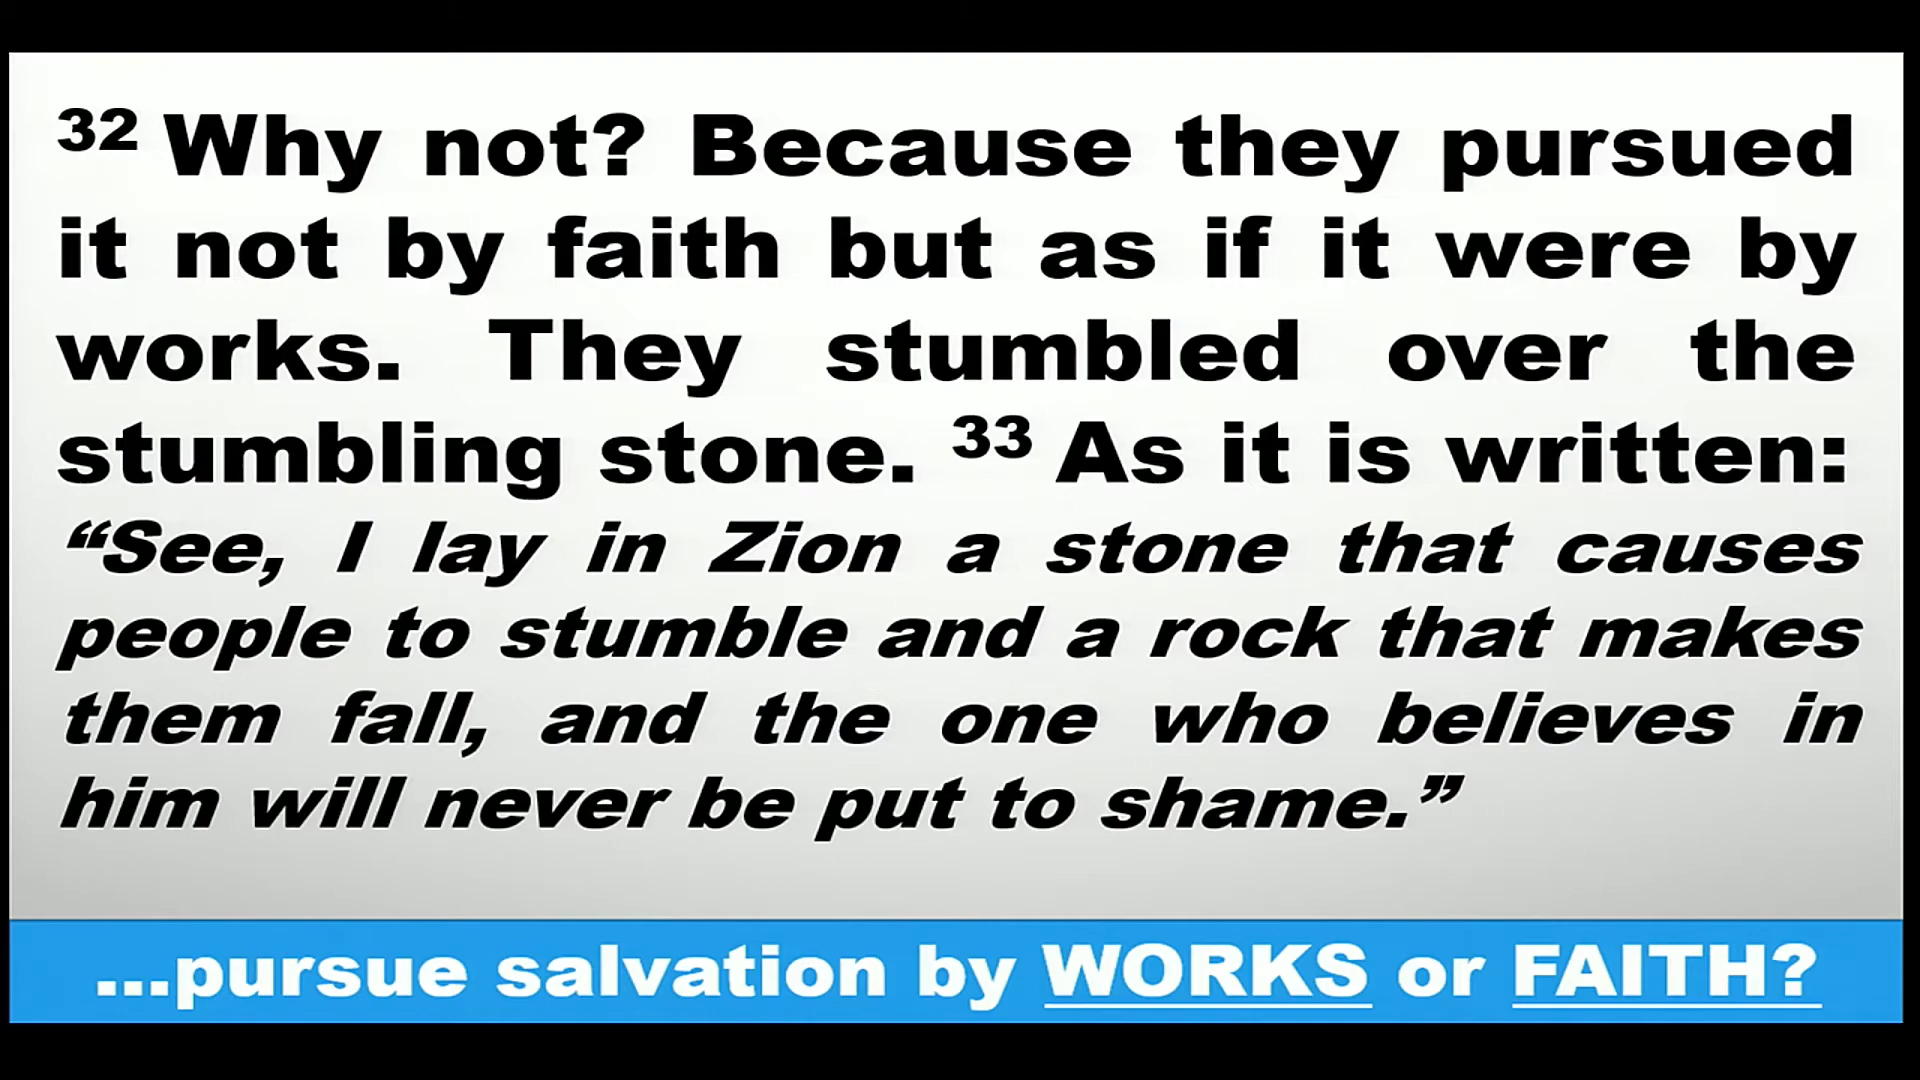 32 Why not? Because they pursued
it not by faith but as if it were by
works. They stumbled over the
stumbling stone. 33 As it is written:
“See, I lay in Zion a stone that causes
people to stumble and a rock that makes
them fall, and the one who believes in
him will never be put to shame.”
...pursue salvation by WORKS or FAITH?